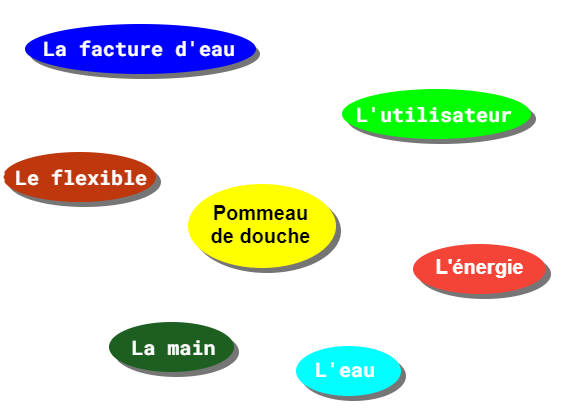 La facture d'eau
L'utilisateur
Le flexible
Pommeau
de douche
L'énergie
La main
L'eau